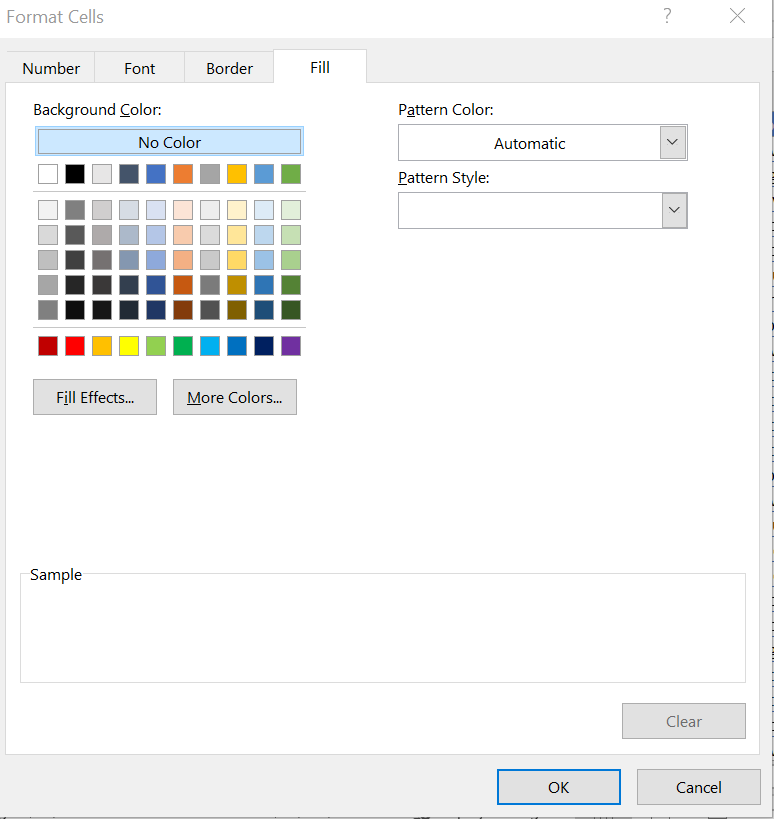 Format Cells
?
Number Font Border Fill
Background Color:
No Color
Pattern Color:
Automatic
Pattern Style:
Fill Effects...
More Colors...
Sample
Clear
OK Cancel